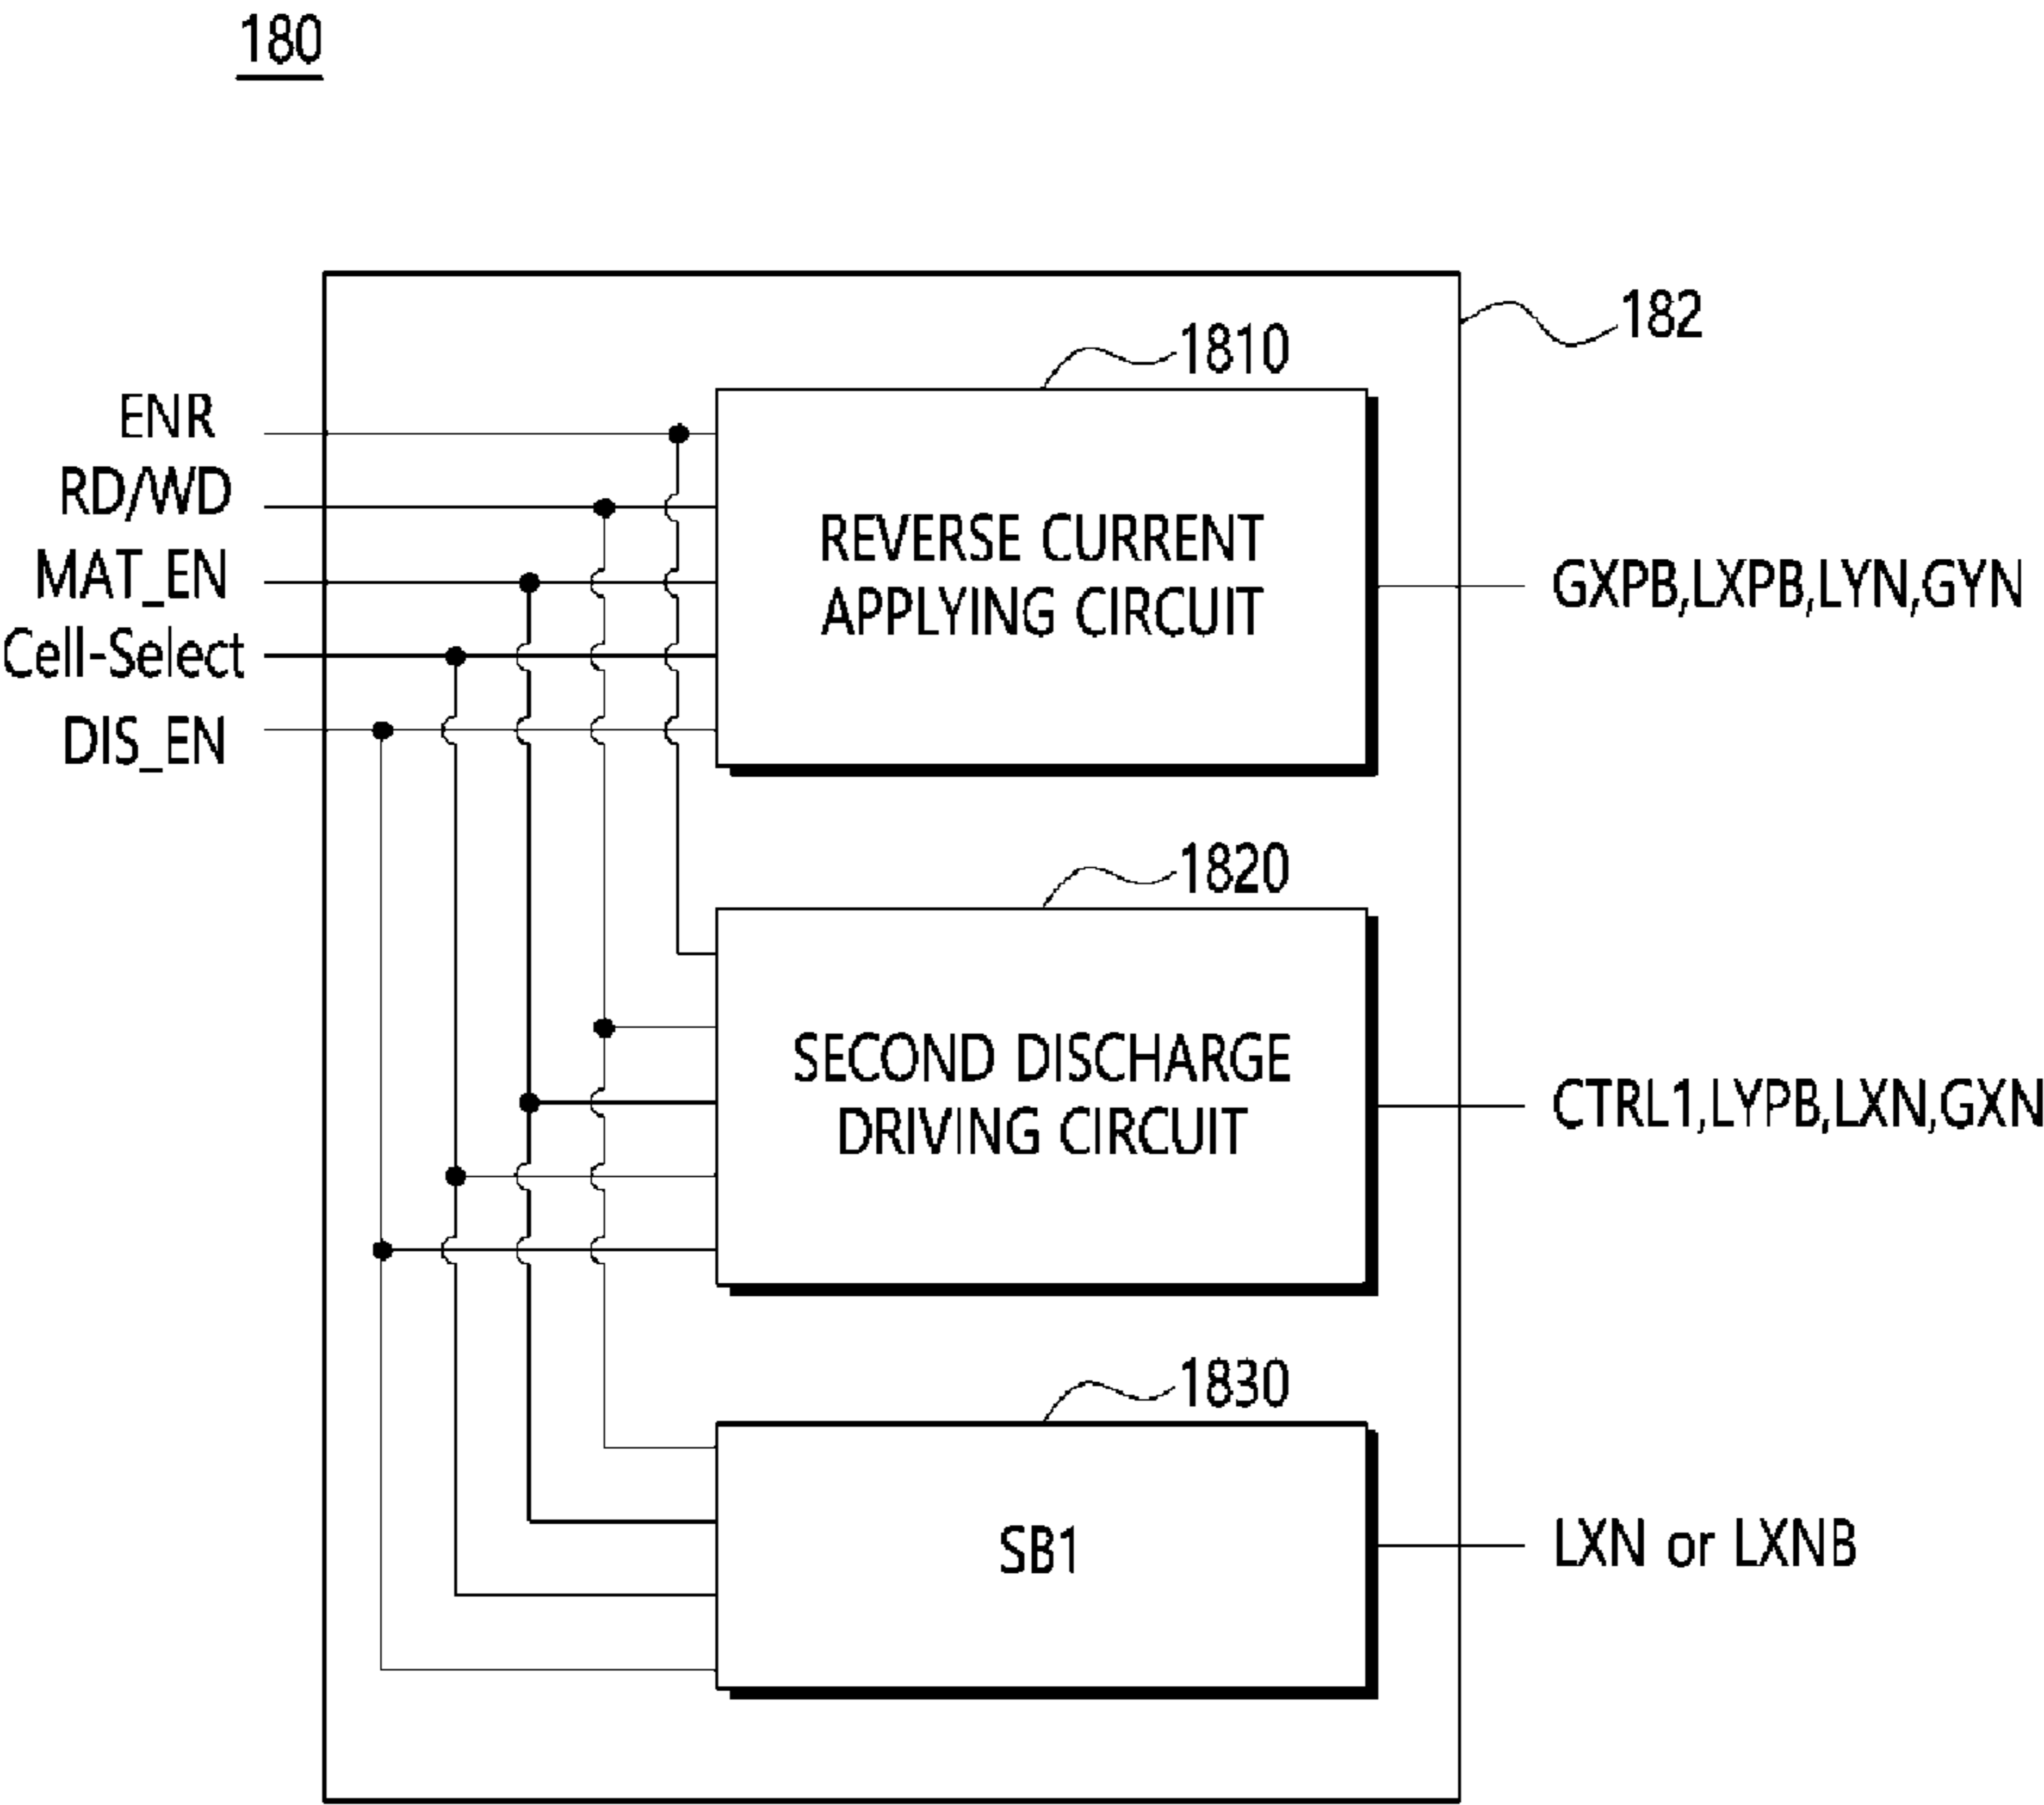 180
182
1810
ENR
RD/WD
MAT_EN
Cell-Select
DIS_EN
REVERSE CURRENT
APPLYING CIRCUIT
GXPB,LXPB,LYN,GYN
1820
SECOND DISCHARGE
DRIVING CIRCUIT
CTRL1,LYPB,LXN,GXN
1830
SB1
LXN or LXNB